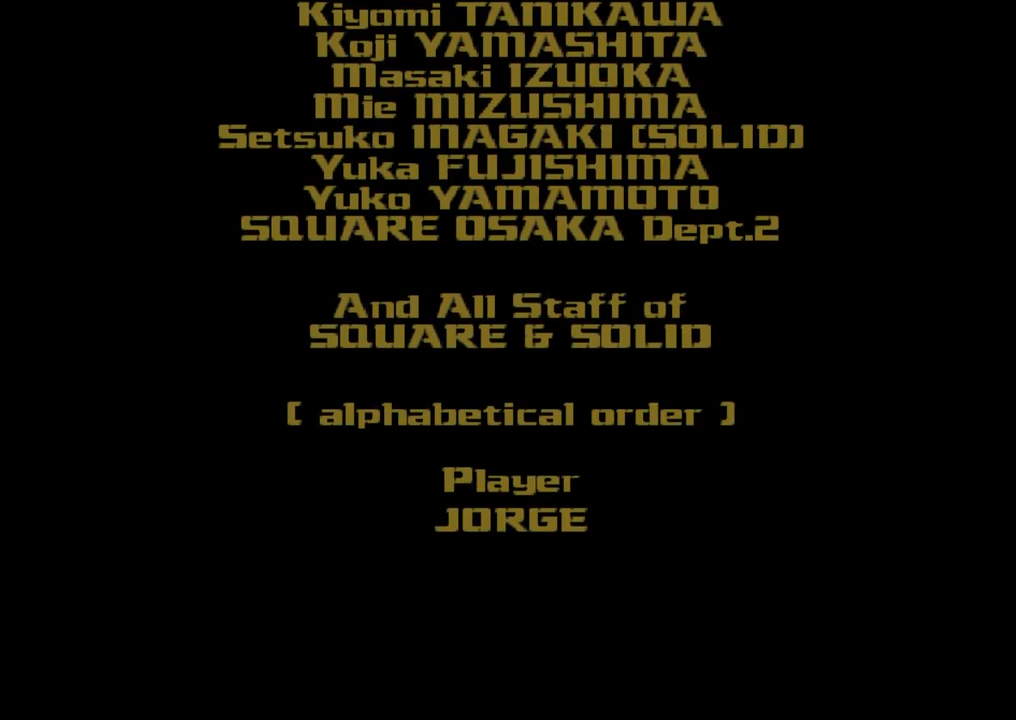 Kiyomi TANIKAWA
Koji YAMASHITA
Masaki IZUOKA
Mie MIZUSHIMA
Setsuko INAGAKI (SOLID)
Yuka FUJISHIMA
Yuko YAMAMOTO
SQUARE OSAKA Dept.2
And All Staff of
SQUARE & SOLID
( alphabetical order )
Player
JORGE